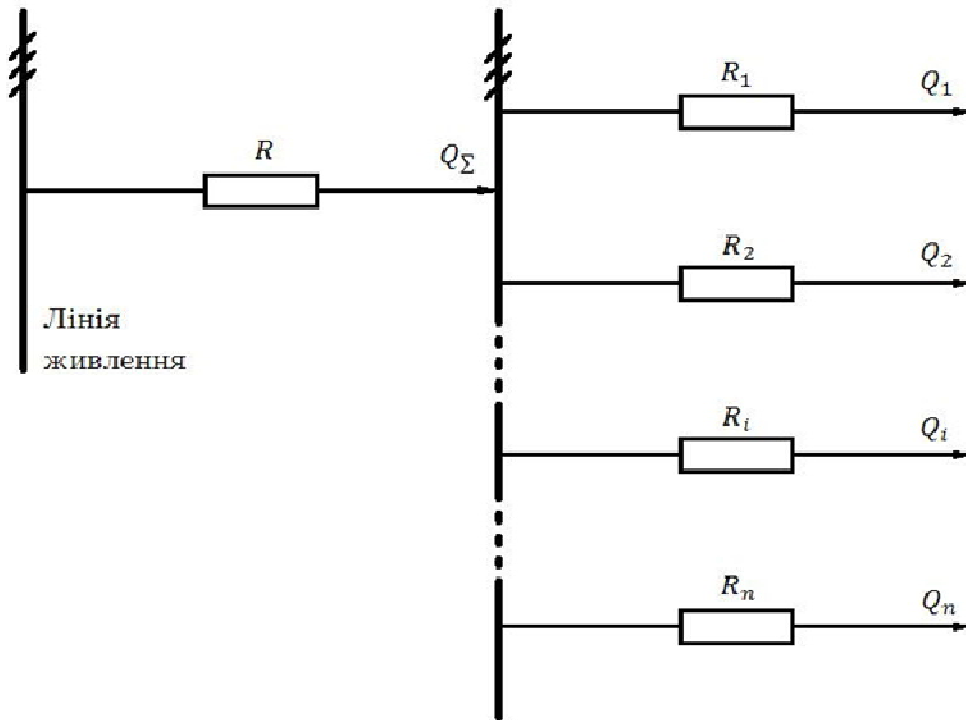 R₁
Q₁
R
Q_Σ
R₂
Q₂
Лінія
живлення
Rᵢ
Qᵢ
Rₙ
Qₙ